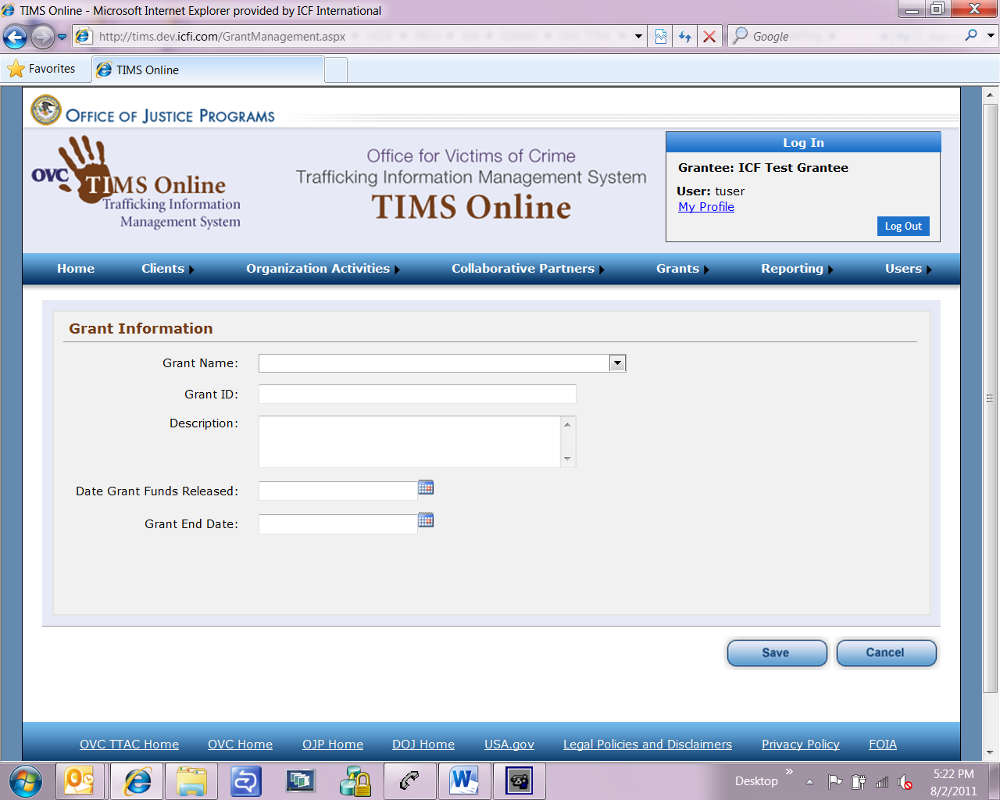 TIMS Online - Microsoft Internet Explorer provided by ICF International
http://tims.dev.icfi.com/GrantManagement.aspx
Google
Favorites
TIMS Online
OFFICE OF JUSTICE PROGRAMS
OVC
TIMS Online
Trafficking Information
Management System
Office for Victims of Crime
Trafficking Information Management System
TIMS Online
Log In
Grantee: ICF Test Grantee
User: tuser
My Profile
Log Out
Home Clients Organization Activities Collaborative Partners Grants Reporting Users
Grant Information
Grant Name:
Grant ID:
Description:
Date Grant Funds Released:
Grant End Date:
Save Cancel
OVC TTAC Home OVC Home OJP Home DOJ Home USA.gov Legal Policies and Disclaimers Privacy Policy FOIA
Desktop
5:22 PM
8/2/2011